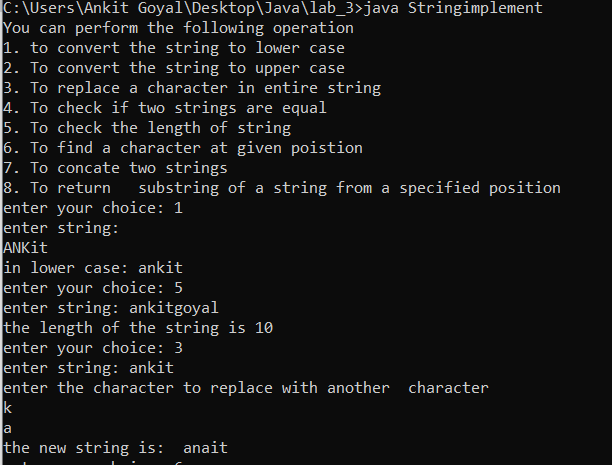 C:\Users\Ankit Goyal\Desktop\Java\lab_3>java Stringimplement
You can perform the following operation
1. to convert the string to lower case
2. To convert the string to upper case
3. To replace a character in entire string
4. To check if two strings are equal
5. To check the length of string
6. To find a character at given poistion
7. To concate two strings
8. To return   substring of a string from a specified position
enter your choice: 1
enter string:
ANKit
in lower case: ankit
enter your choice: 5
enter string: ankitgoyal
the length of the string is 10
enter your choice: 3
enter string: ankit
enter the character to replace with another  character
k
a
the new string is:  anait